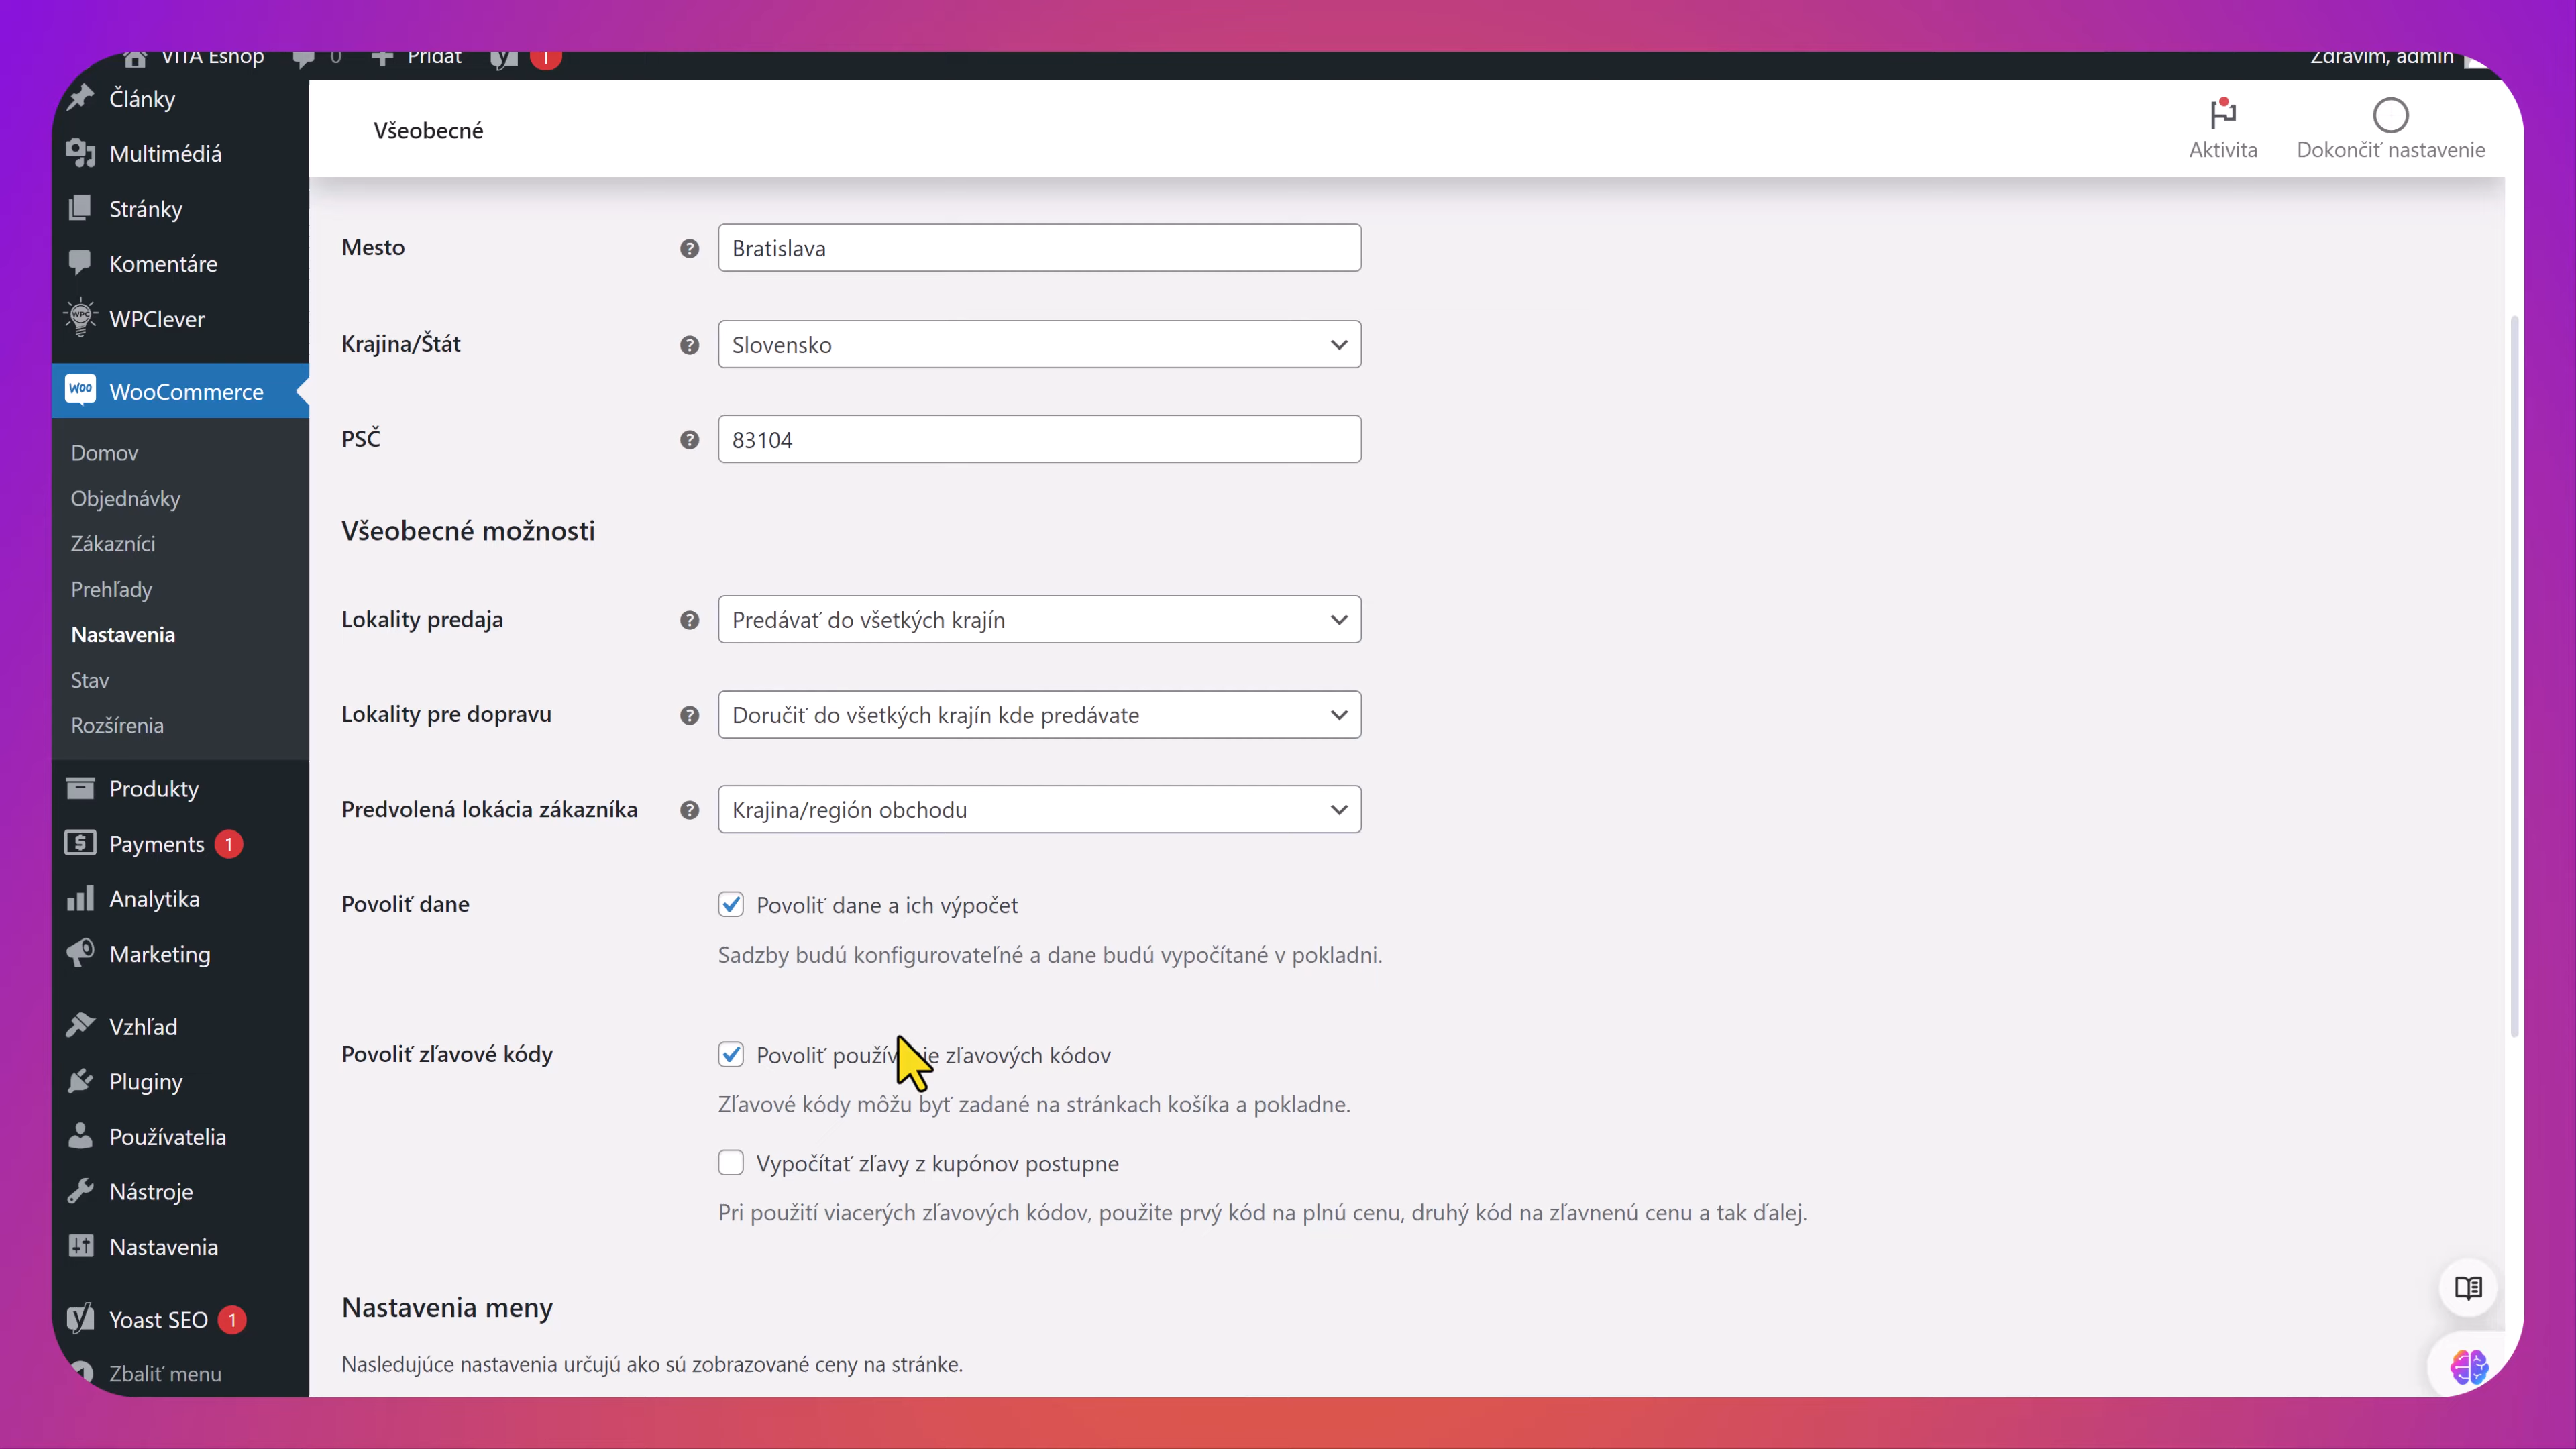 VITA Eshop 0 Pridať 1 Zdravím, admin
Články
Multimédiá
Stránky
Komentáre
WPClever
WooCommerce
Domov
Objednávky
Zákazníci
Prehľady
Nastavenia
Stav
Rozšírenia
Produkty
Payments 1
Analytika
Marketing
Vzhľad
Pluginy
Používatelia
Nástroje
Nastavenia
Yoast SEO 1
Zbaliť menu
Všeobecné
Aktivita
Dokončiť nastavenie
Mesto Bratislava
Krajina/Štát Slovensko
PSČ 83104
Všeobecné možnosti
Lokality predaja Predávať do všetkých krajín
Lokality pre dopravu Doručiť do všetkých krajín kde predávate
Predvolená lokácia zákazníka Krajina/región obchodu
Povoliť dane Povoliť dane a ich výpočet
Sadzby budú konfigurovateľné a dane budú vypočítané v pokladni.
Povoliť zľavové kódy Povoliť používanie zľavových kódov
Zľavové kódy môžu byť zadané na stránkach košíka a pokladne.
Vypočítať zľavy z kupónov postupne
Pri použití viacerých zľavových kódov, použite prvý kód na plnú cenu, druhý kód na zľavnenú cenu a tak ďalej.
Nastavenia meny
Nasledujúce nastavenia určujú ako sú zobrazované ceny na stránke.